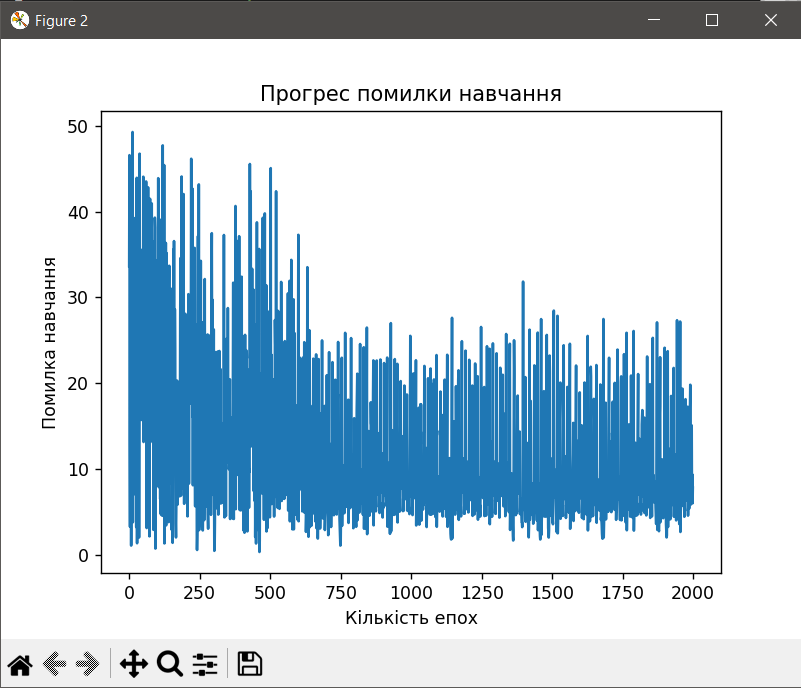 Figure 2
Прогрес помилки навчання
Помилка навчання
50
40
30
20
10
0
0 250 500 750 1000 1250 1500 1750 2000
Кількість епох